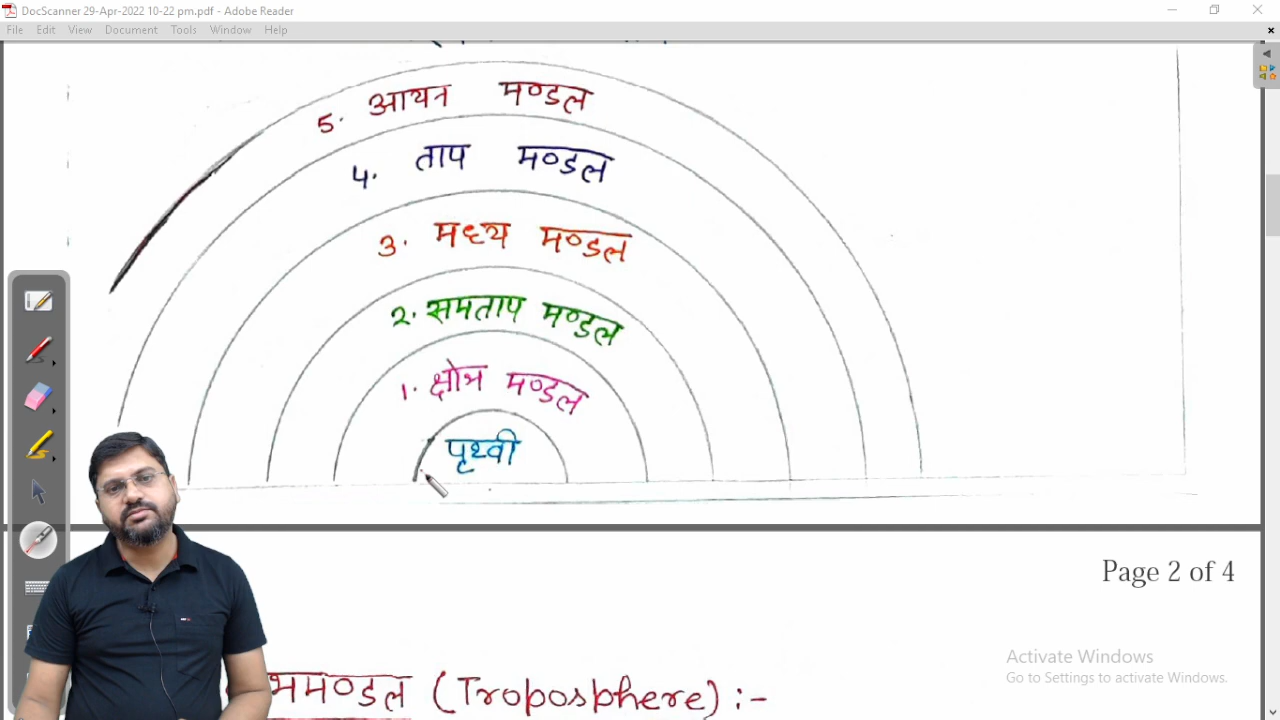 DocScanner 29-Apr-2022 10-22 pm.pdf - Adobe Reader
File Edit View Document Tools Window Help
5. आयन मण्डल
4. ताप मण्डल
3. मध्य मण्डल
२. समताप मण्डल
1. क्षोभ मण्डल
पृथ्वी
Page 2 of 4
Activate Windows
Go to Settings to activate Windows.
भमण्डल (Troposphere) :-